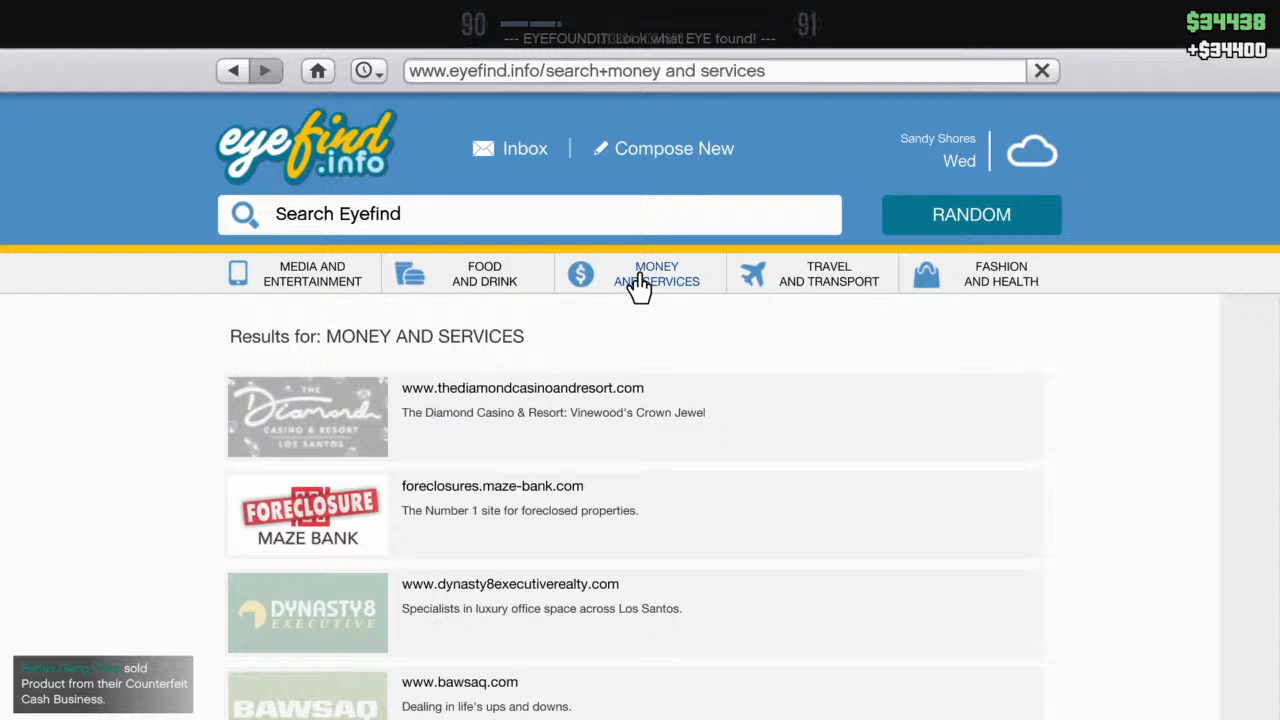 90
91
$34438
+$34400
www.eyefind.info/search+money and services
eyefind
.info
Inbox
Compose New
Sandy Shores
Wed
Search Eyefind
RANDOM
MEDIA AND
ENTERTAINMENT
FOOD
AND DRINK
MONEY
AND SERVICES
TRAVEL
AND TRANSPORT
FASHION
AND HEALTH
Results for: MONEY AND SERVICES
THE
Diamond
CASINO & RESORT
LOS SANTOS
www.thediamondcasinoandresort.com
The Diamond Casino & Resort: Vinewood's Crown Jewel
FORECLOSURE
MAZE BANK
foreclosures.maze-bank.com
The Number 1 site for foreclosed properties.
DYNASTY8
EXECUTIVE
www.dynasty8executiverealty.com
Specialists in luxury office space across Los Santos.
BAWSAQ
www.bawsaq.com
Dealing in life's ups and downs.
sold
Product from their Counterfeit
Cash Business.